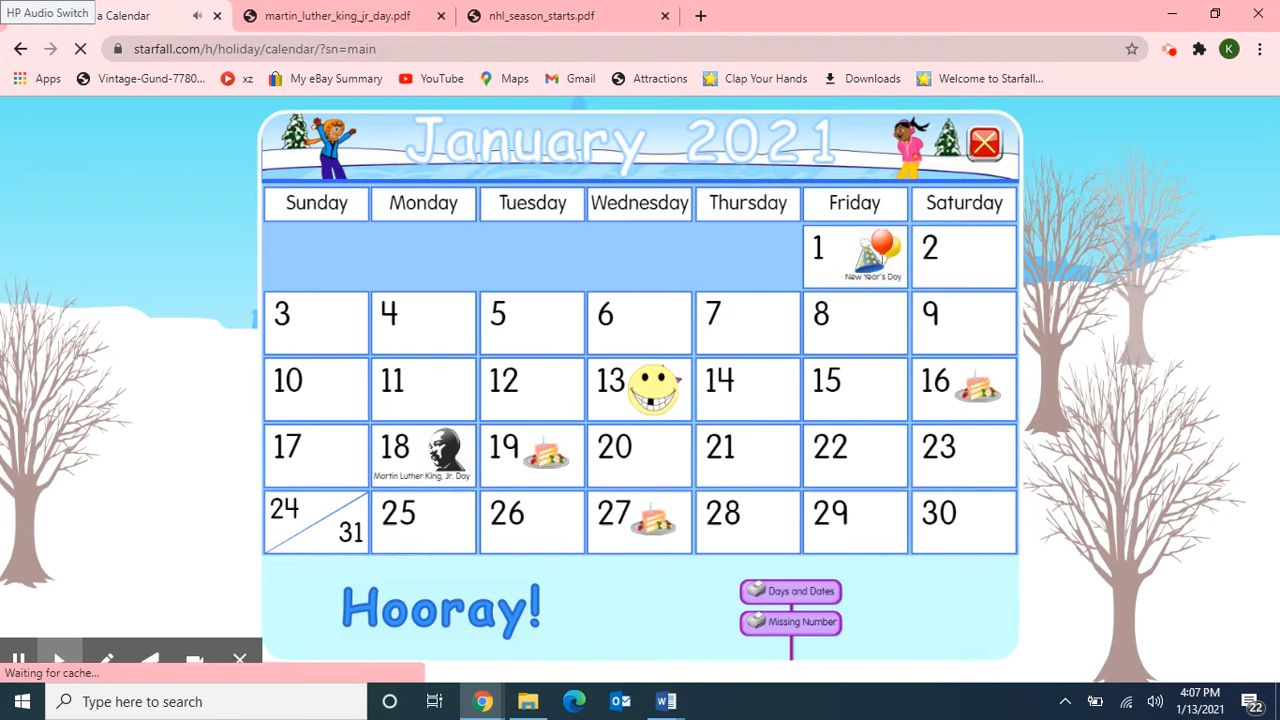 HP Audio Switch
a Calendar
martin_luther_king_jr_day.pdf
nhl_season_starts.pdf
starfall.com/h/holiday/calendar/?sn=main
K
Apps
Vintage-Gund-7780...
xz
My eBay Summary
YouTube
Maps
Gmail
Attractions
Clap Your Hands
Downloads
Welcome to Starfall...
January 2021
Sunday Monday Tuesday Wednesday Thursday Friday Saturday
1 New Year's Day 2
3 4 5 6 7 8 9
10 11 12 13 14 15 16
17 18 19 20 21 22 23
Martin Luther King, Jr. Day
24 31 25 26 27 28 29 30
Hooray!
Days and Dates
Missing Number
Waiting for cache...
Type here to search
4:07 PM
1/13/2021
22